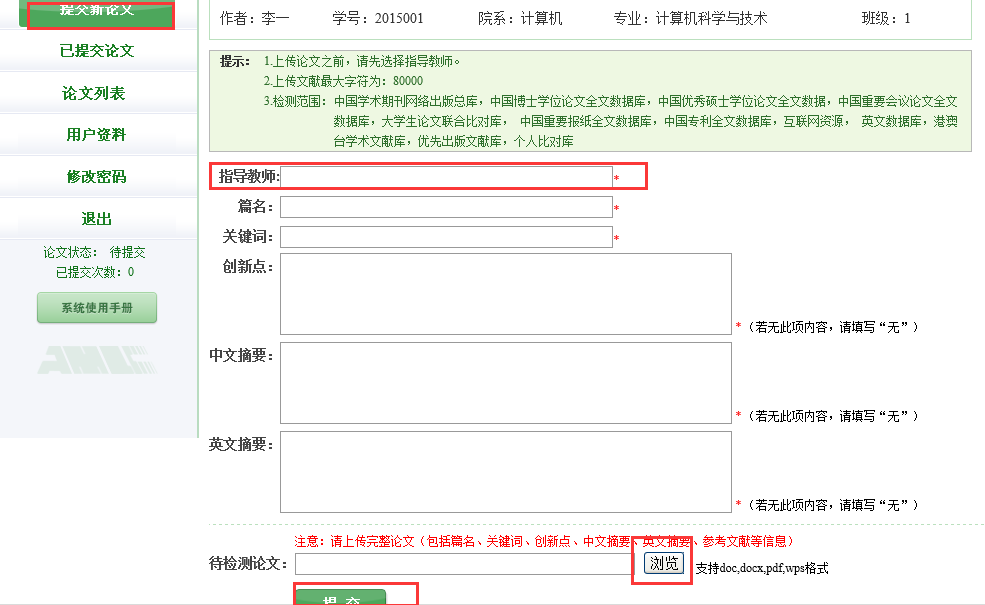 提交新论文
已提交论文
论文列表
用户资料
修改密码
退出
论文状态： 待提交
已提交次数：0
系统使用手册
AMLC
作者：李一 学号：2015001 院系：计算机 专业：计算机科学与技术 班级：1
提示： 1.上传论文之前，请先选择指导教师。
2.上传文献最大字符为：80000
3.检测范围：中国学术期刊网络出版总库，中国博士学位论文全文数据库，中国优秀硕士学位论文全文数据，中国重要会议论文全文
数据库，大学生论文联合比对库， 中国重要报纸全文数据库，中国专利全文数据库，互联网资源， 英文数据库，港澳
台学术文献库，优先出版文献库，个人比对库
指导教师: *
篇名： *
关键词： *
创新点： *（若无此项内容，请填写“无”）
中文摘要： *（若无此项内容，请填写“无”）
英文摘要： *（若无此项内容，请填写“无”）
注意：请上传完整论文（包括篇名、关键词、创新点、中文摘要、英文摘要、参考文献等信息）
待检测论文： 浏览 支持doc,docx,pdf,wps格式
提 交